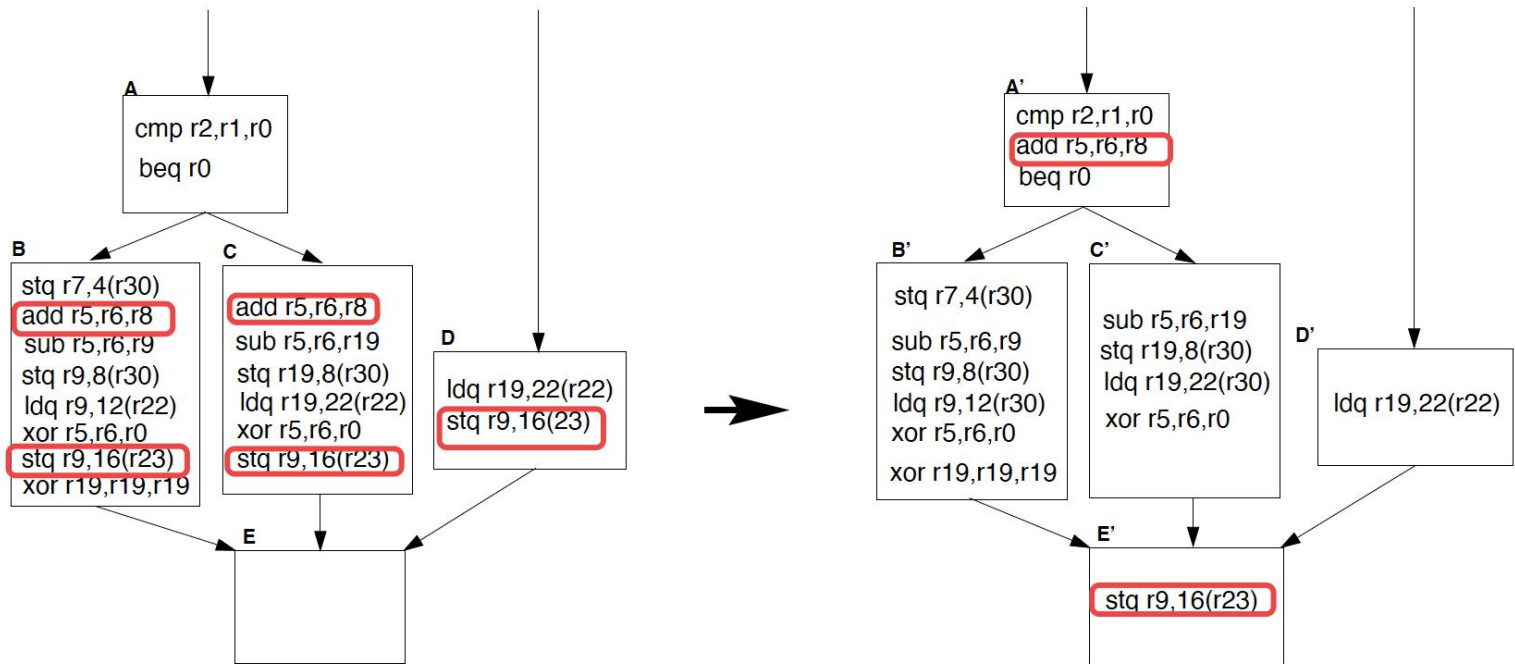 A
cmp r2,r1,r0
beq r0
B
stq r7,4(r30)
add r5,r6,r8
sub r5,r6,r9
stq r9,8(r30)
ldq r9,12(r22)
xor r5,r6,r0
stq r9,16(r23)
xor r19,r19,r19
C
add r5,r6,r8
sub r5,r6,r19
stq r19,8(r30)
ldq r19,22(r22)
xor r5,r6,r0
stq r9,16(r23)
D
ldq r19,22(r22)
stq r9,16(23)
E
A'
cmp r2,r1,r0
add r5,r6,r8
beq r0
B'
stq r7,4(r30)
sub r5,r6,r9
stq r9,8(r30)
ldq r9,12(r30)
xor r5,r6,r0
xor r19,r19,r19
C'
sub r5,r6,r19
stq r19,8(r30)
ldq r19,22(r30)
xor r5,r6,r0
D'
ldq r19,22(r22)
E'
stq r9,16(r23)